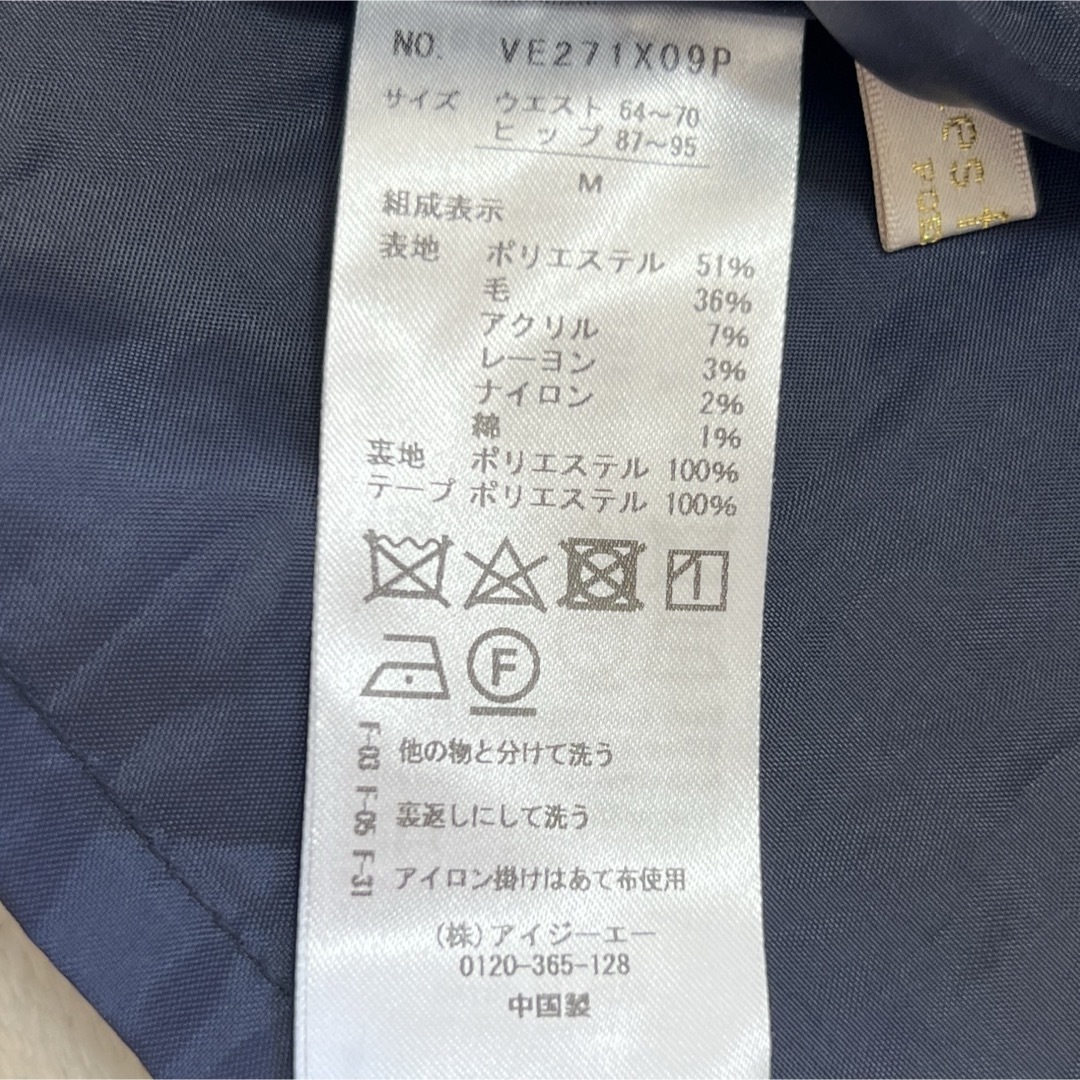 NO. VE271X09P
サイズ ウエスト 64～70
ヒップ 87～95
M
組成表示
表地 ポリエステル 51%
毛 36%
アクリル 7%
レーヨン 3%
ナイロン 2%
綿 1%
裏地 ポリエステル 100%
テープ ポリエステル 100%
F
F-03 他の物と分けて洗う
F-05 裏返しにして洗う
F-31 アイロン掛けはあて布使用
(株)アイジーエー
0120-365-128
中国製